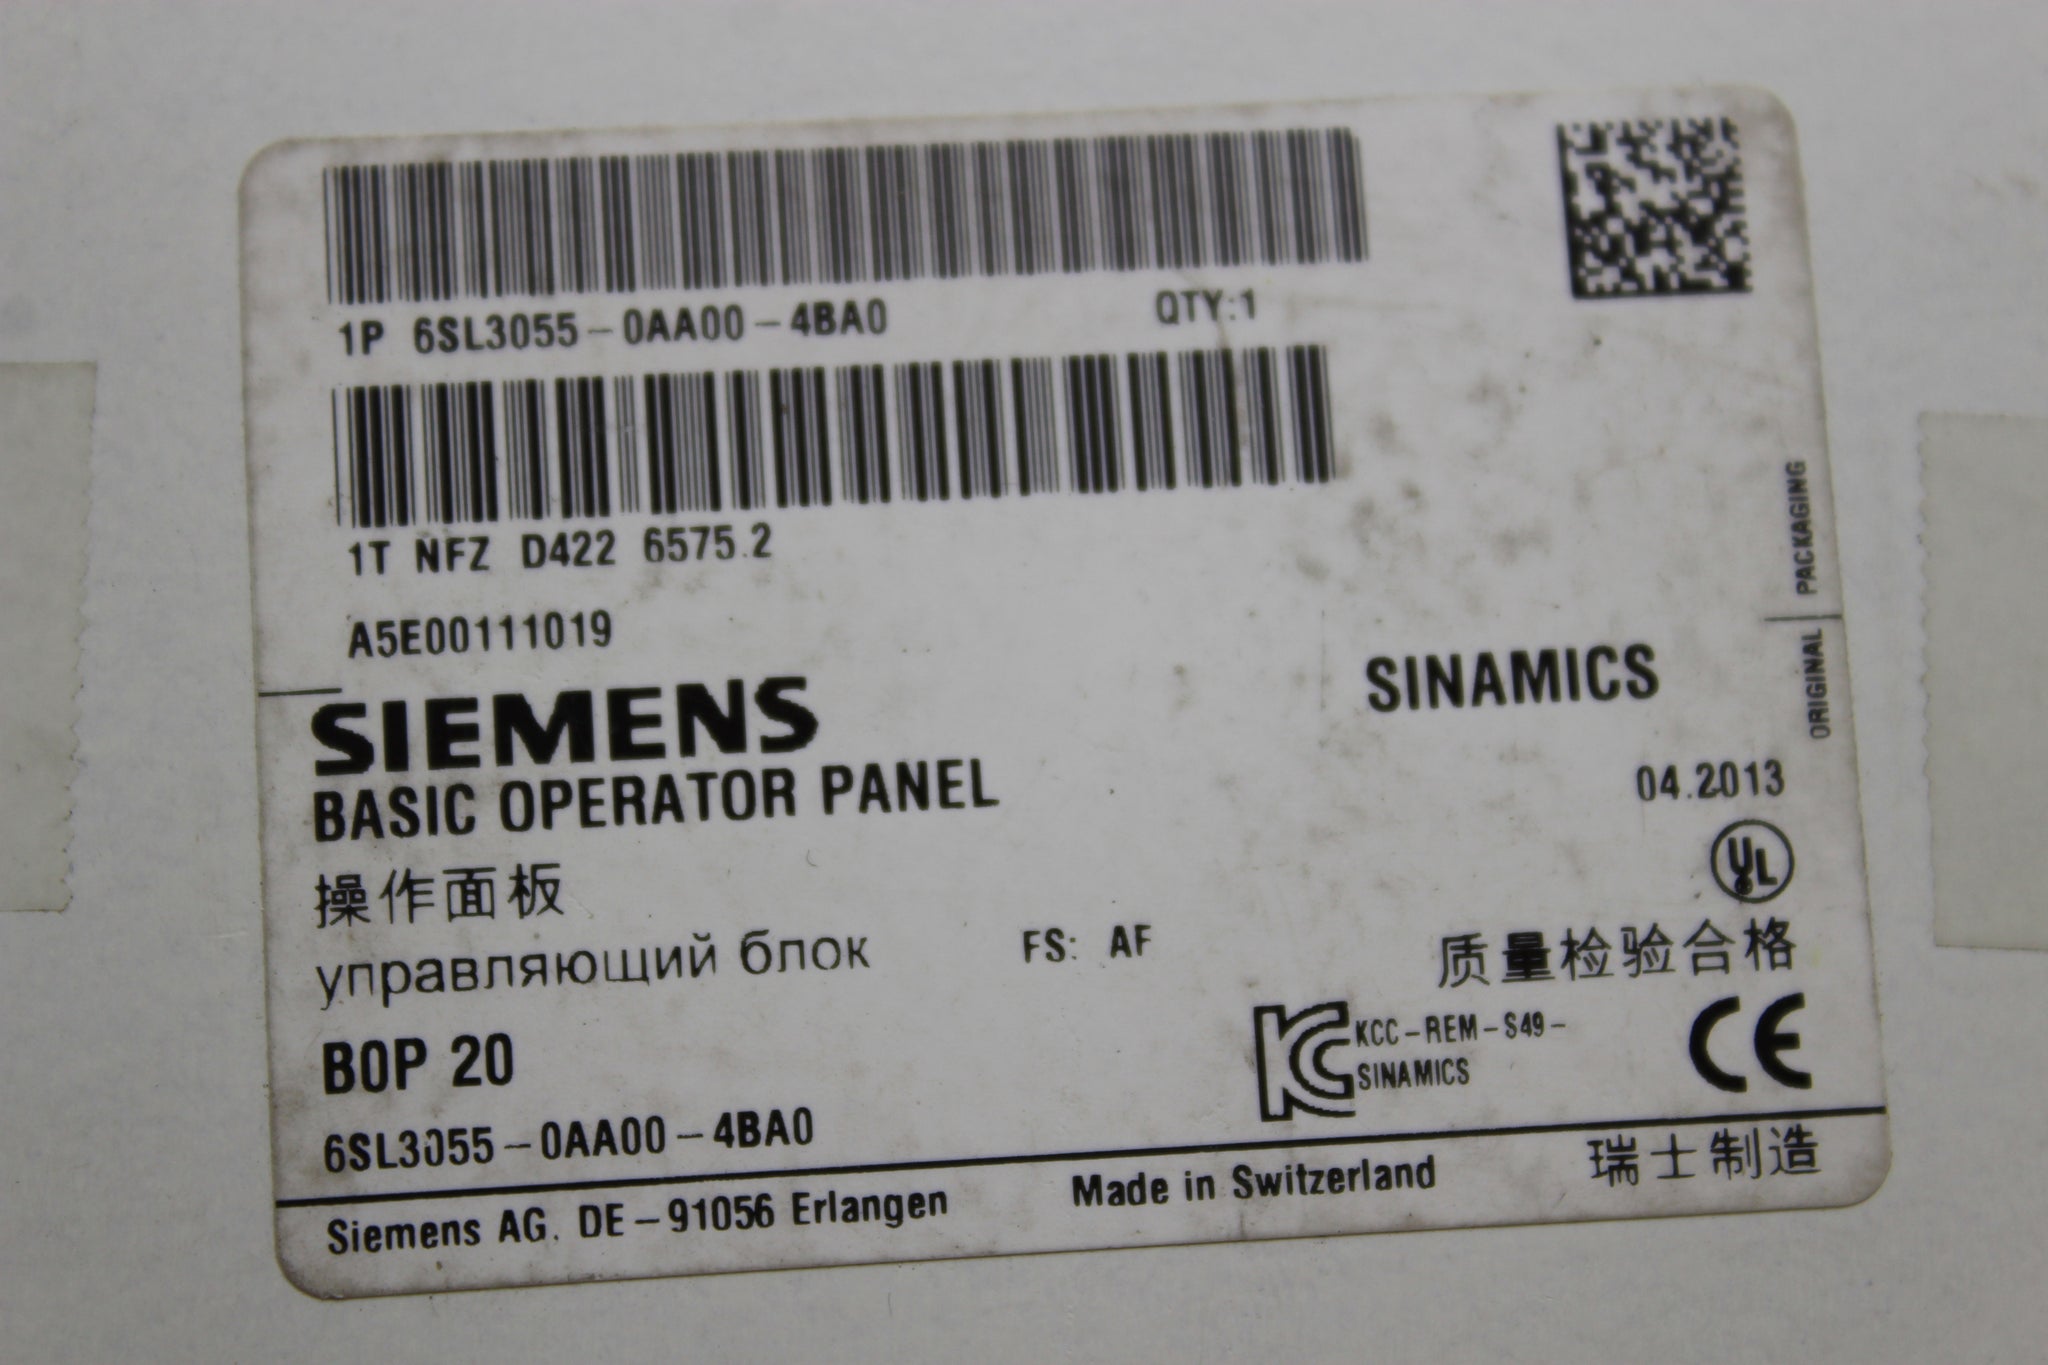 1P 6SL3055-0AA00-4BA0 QTY:1
1T NFZ D422 6575.2
A5E00111019
ORIGINAL PACKAGING
SIEMENS SINAMICS
BASIC OPERATOR PANEL 04.2013
操作面板 UL
управляющий блок FS: AF 质量检验合格
BOP 20 KCC-REM-S49-
SINAMICS CE
6SL3055-0AA00-4BA0
Siemens AG, DE-91056 Erlangen Made in Switzerland 瑞士制造